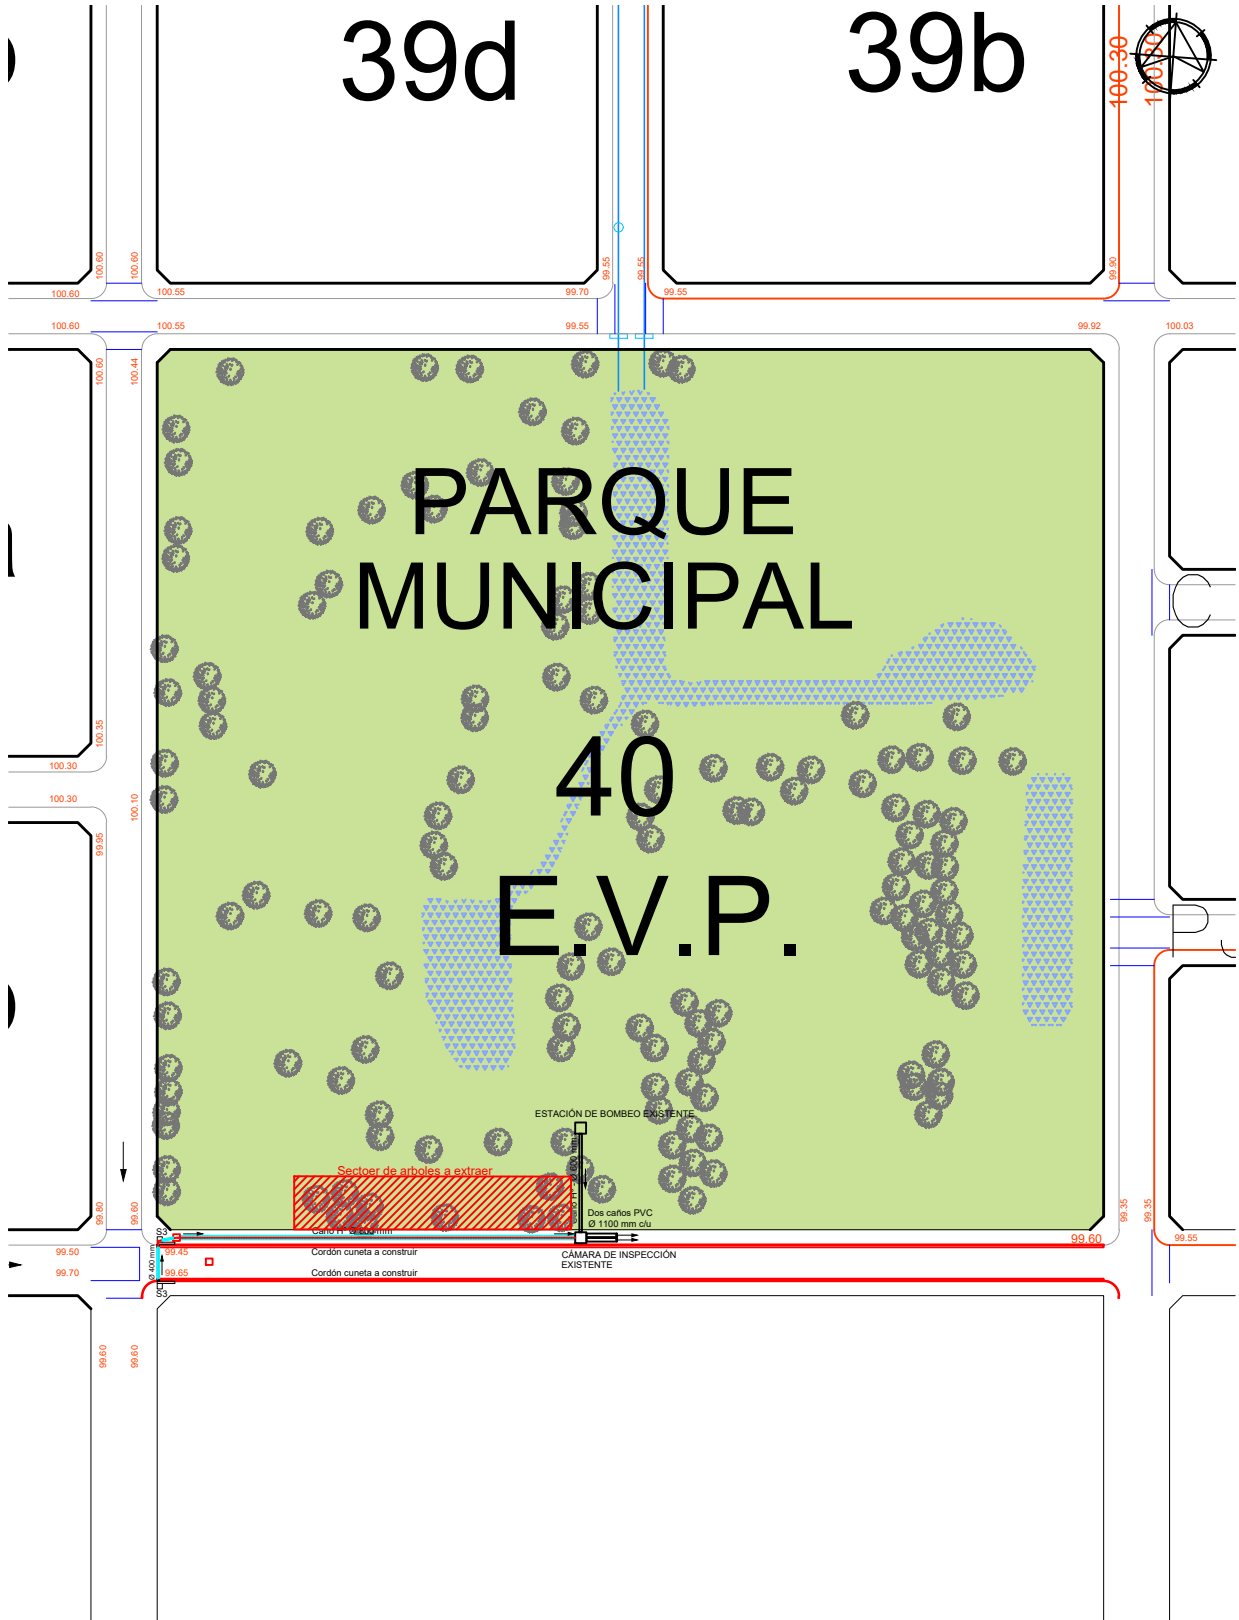 39d
39b
100.30
100.30
100.60
100.60
99.55
99.55
99.90
100.60
100.55
99.70
99.55
100.60
100.55
99.55
99.92
100.03
100.60
100.44
PARQUE
MUNICIPAL
40
E.V.P.
100.35
100.30
100.30
100.10
99.95
ESTACIÓN DE BOMBEO EXISTENTE
Sectoer de arboles a extraer
Dos caños PVC
Ø 1100 mm c/u
99.80
99.60
99.35
99.35
S3
99.50
99.45
Cordón cuneta a construir
CÁMARA DE INSPECCIÓN
EXISTENTE
99.60
99.55
Ø 400 mm
99.70
99.65
Cordón cuneta a construir
S3
99.60
99.60